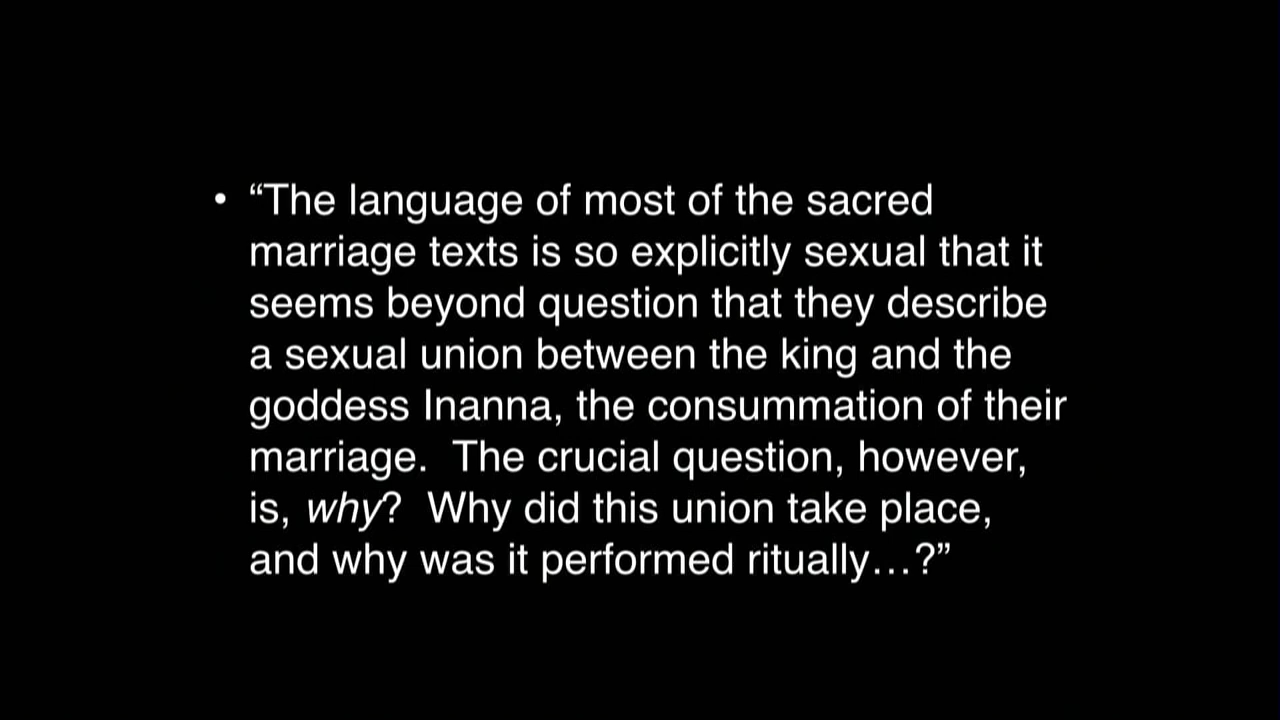 • “The language of most of the sacred
marriage texts is so explicitly sexual that it
seems beyond question that they describe
a sexual union between the king and the
goddess Inanna, the consummation of their
marriage.  The crucial question, however,
is, why?  Why did this union take place,
and why was it performed ritually…?”